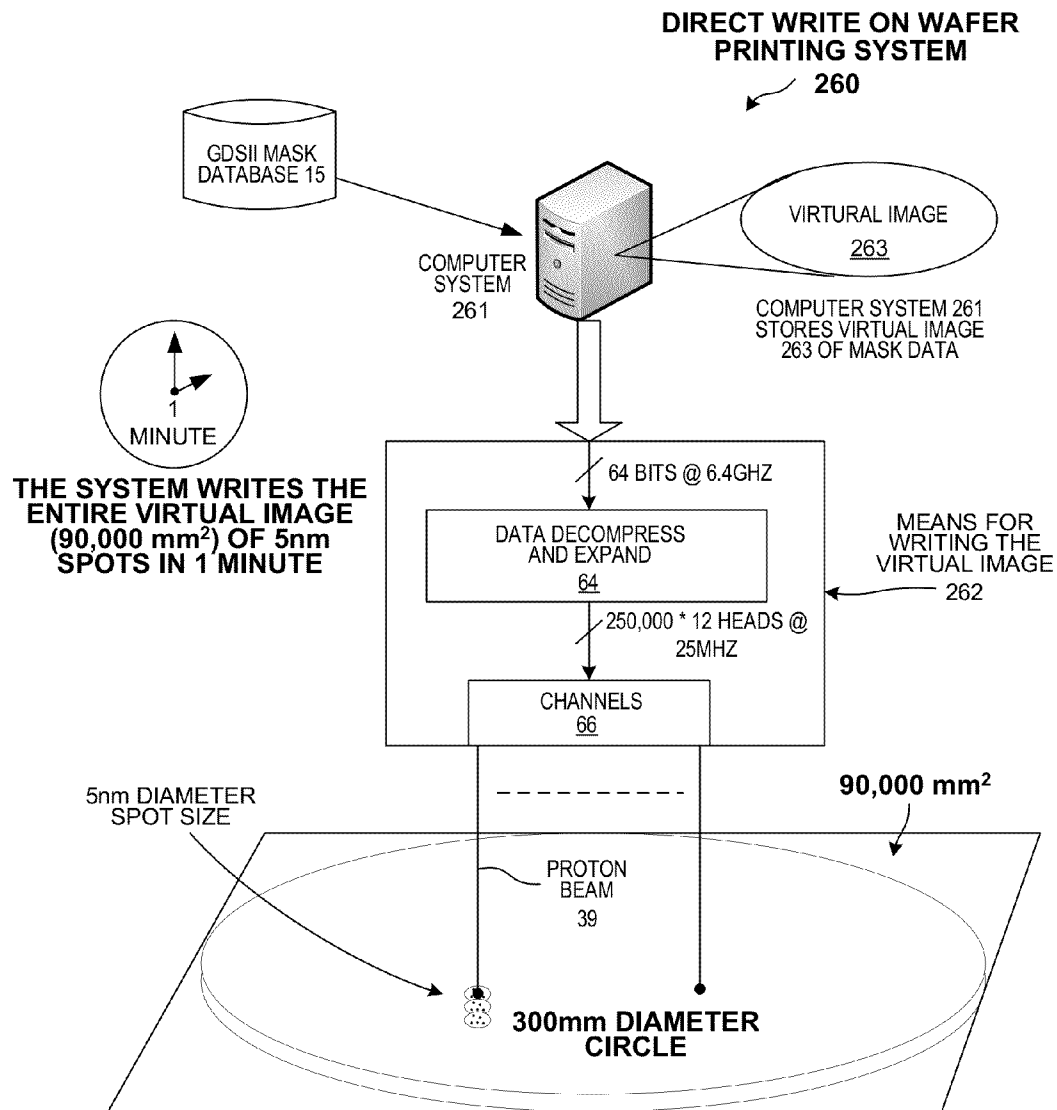 DIRECT WRITE ON WAFER
PRINTING SYSTEM
260
GDSII MASK
DATABASE 15
COMPUTER
SYSTEM
261
VIRTURAL IMAGE
263
COMPUTER SYSTEM 261
STORES VIRTUAL IMAGE
263 OF MASK DATA
1
MINUTE
THE SYSTEM WRITES THE
ENTIRE VIRTUAL IMAGE
(90,000 mm²) OF 5nm
SPOTS IN 1 MINUTE
64 BITS @ 6.4GHZ
DATA DECOMPRESS
AND EXPAND
64
250,000 * 12 HEADS @
25MHZ
CHANNELS
66
MEANS FOR
WRITING THE
VIRTUAL IMAGE
262
5nm DIAMETER
SPOT SIZE
90,000 mm²
PROTON
BEAM
39
300mm DIAMETER
CIRCLE